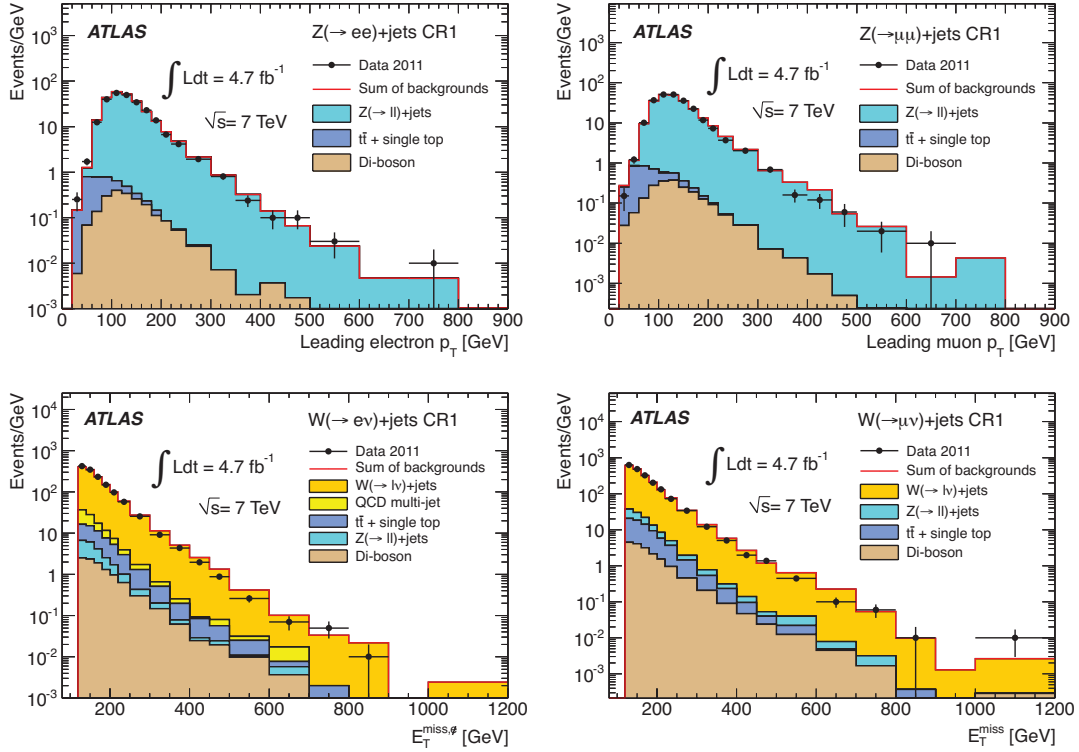 Events/GeV
ATLAS
Z(→ ee)+jets CR1
∫ Ldt = 4.7 fb⁻¹
√s = 7 TeV
Data 2011
Sum of backgrounds
Z(→ ll)+jets
tt̄ + single top
Di-boson
10³
10²
10
1
10⁻¹
10⁻²
10⁻³
0 100 200 300 400 500 600 700 800 900
Leading electron p_T [GeV]
Events/GeV
ATLAS
Z(→μμ)+jets CR1
∫ Ldt = 4.7 fb⁻¹
√s = 7 TeV
Data 2011
Sum of backgrounds
Z(→ ll)+jets
tt̄ + single top
Di-boson
10³
10²
10
1
10⁻¹
10⁻²
10⁻³
0 100 200 300 400 500 600 700 800 900
Leading muon p_T [GeV]
Events/GeV
ATLAS
W(→ eν)+jets CR1
∫ Ldt = 4.7 fb⁻¹
√s = 7 TeV
Data 2011
Sum of backgrounds
W(→ lν)+jets
QCD multi-jet
tt̄ + single top
Z(→ ll)+jets
Di-boson
10⁴
10³
10²
10
1
10⁻¹
10⁻²
10⁻³
200 400 600 800 1000 1200
E_T^miss,e̸ [GeV]
Events/GeV
ATLAS
W(→μν)+jets CR1
∫ Ldt = 4.7 fb⁻¹
√s = 7 TeV
Data 2011
Sum of backgrounds
W(→ lν)+jets
Z(→ ll)+jets
tt̄ + single top
Di-boson
10⁴
10³
10²
10
1
10⁻¹
10⁻²
10⁻³
200 400 600 800 1000 1200
E_T^miss [GeV]